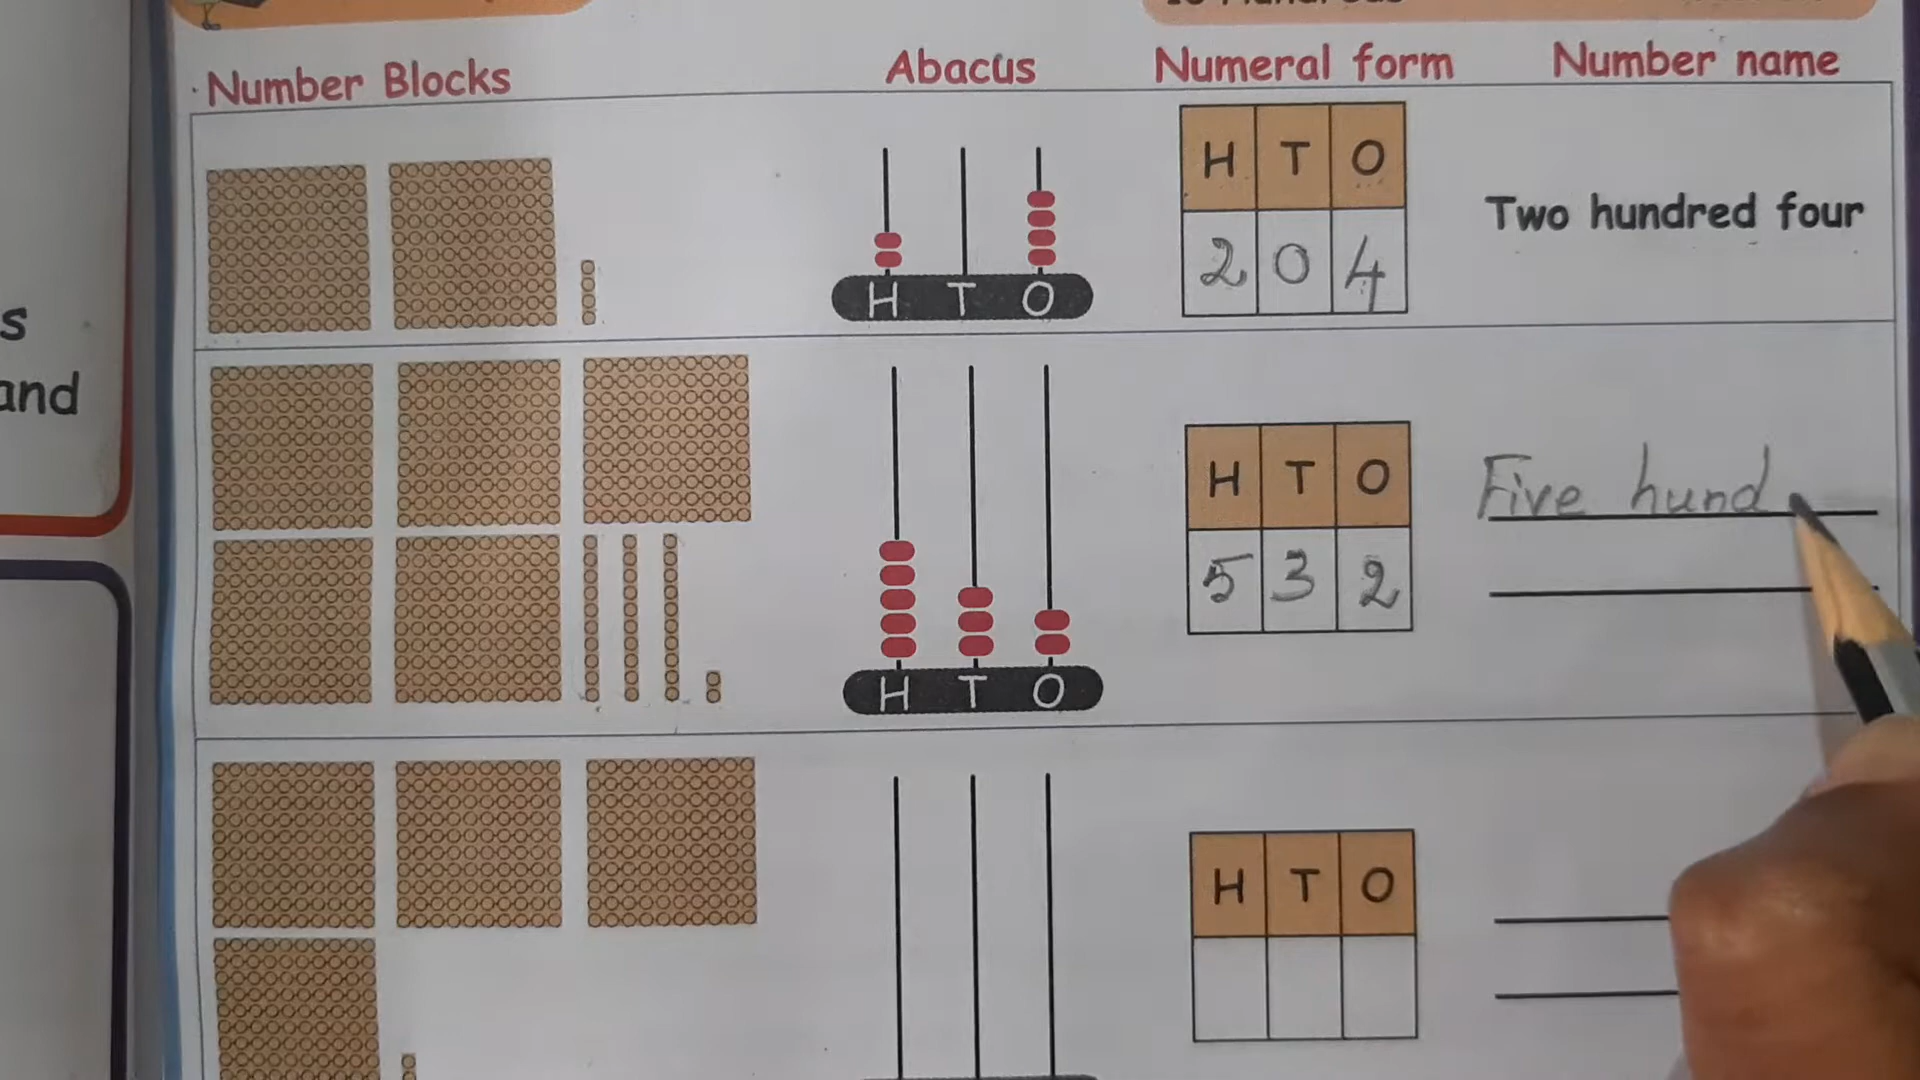 s
and
Number Blocks
Abacus
Numeral form
Number name
H T O
H T O
2 0 4
Two hundred four
H T O
H T O
5 3 2
Five hund
H T O